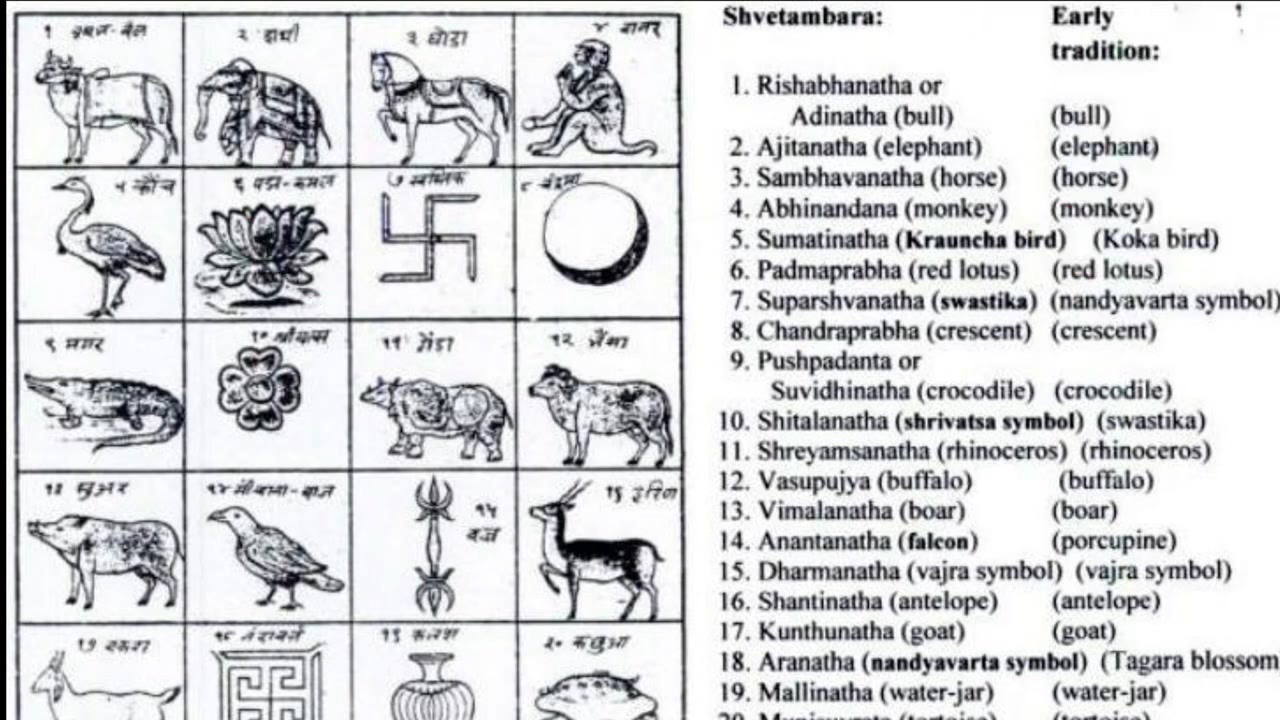 १ वृषभ-बैल
२ हाथी
३ घोडा
४ बानर
५ कौंच
६ पद्म-कमल
७ स्वस्तिक
८ चंद्रमा
९ मगर
१० श्रीवत्स
११ गेंडा
१२ भैंसा
१३ सुअर
१४
१५
वज्र
१६ हरिण
१७ बकरा
१८ नंदावर्त
१९ कलश
२० कछुआ
Shvetambara: Early
tradition:
1. Rishabhanatha or
Adinatha (bull) (bull)
2. Ajitanatha (elephant) (elephant)
3. Sambhavanatha (horse) (horse)
4. Abhinandana (monkey) (monkey)
5. Sumatinatha (Krauncha bird) (Koka bird)
6. Padmaprabha (red lotus) (red lotus)
7. Suparshvanatha (swastika) (nandyavarta symbol)
8. Chandraprabha (crescent) (crescent)
9. Pushpadanta or
Suvidhinatha (crocodile) (crocodile)
10. Shitalanatha (shrivatsa symbol) (swastika)
11. Shreyamsanatha (rhinoceros) (rhinoceros)
12. Vasupujya (buffalo) (buffalo)
13. Vimalanatha (boar) (boar)
14. Anantanatha (falcon) (porcupine)
15. Dharmanatha (vajra symbol) (vajra symbol)
16. Shantinatha (antelope) (antelope)
17. Kunthunatha (goat) (goat)
18. Aranatha (nandyavarta symbol) (Tagara blossom
19. Mallinatha (water-jar) (water-jar)